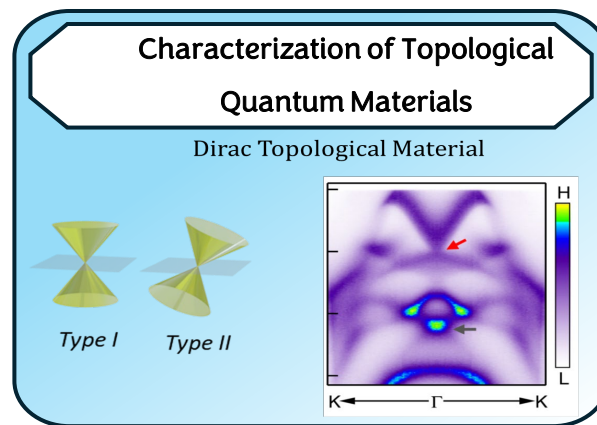 Characterization of Topological
Quantum Materials
Dirac Topological Material
Type I
Type II
H
L
K Γ K